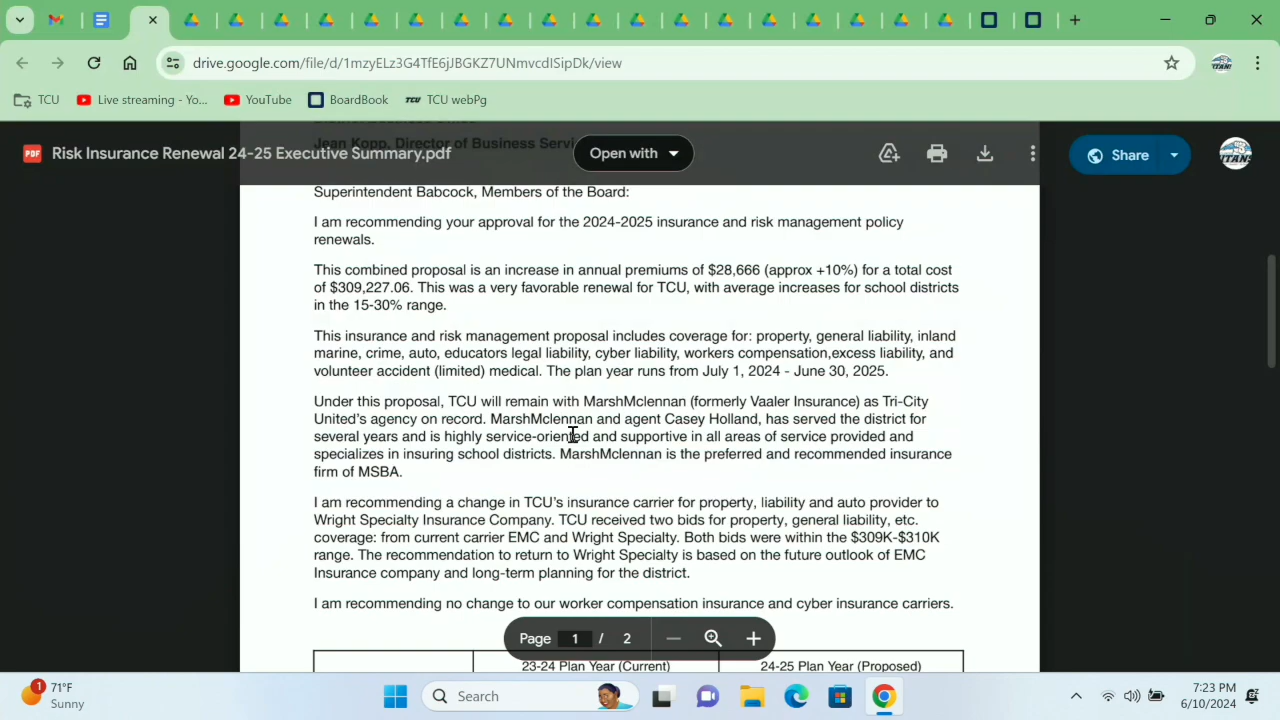 drive.google.com/file/d/1mzyELz3G4TfE6jJBGKZ7UNmvcdISipDk/view
TCU
Live streaming - Yo...
YouTube
BoardBook
TCU TCU webPg
Jean Kopp, Director of Business Servi
PDF Risk Insurance Renewal 24-25 Executive Summary.pdf
Open with
Share
TITANS
Superintendent Babcock, Members of the Board:
I am recommending your approval for the 2024-2025 insurance and risk management policy
renewals.
This combined proposal is an increase in annual premiums of $28,666 (approx +10%) for a total cost
of $309,227.06. This was a very favorable renewal for TCU, with average increases for school districts
in the 15-30% range.
This insurance and risk management proposal includes coverage for: property, general liability, inland
marine, crime, auto, educators legal liability, cyber liability, workers compensation,excess liability, and
volunteer accident (limited) medical. The plan year runs from July 1, 2024 - June 30, 2025.
Under this proposal, TCU will remain with MarshMclennan (formerly Vaaler Insurance) as Tri-City
United's agency on record. MarshMclennan and agent Casey Holland, has served the district for
several years and is highly service-oriented and supportive in all areas of service provided and
specializes in insuring school districts. MarshMclennan is the preferred and recommended insurance
firm of MSBA.
I am recommending a change in TCU's insurance carrier for property, liability and auto provider to
Wright Specialty Insurance Company. TCU received two bids for property, general liability, etc.
coverage: from current carrier EMC and Wright Specialty. Both bids were within the $309K-$310K
range. The recommendation to return to Wright Specialty is based on the future outlook of EMC
Insurance company and long-term planning for the district.
I am recommending no change to our worker compensation insurance and cyber insurance carriers.
Page 1 / 2
23-24 Plan Year (Current)
24-25 Plan Year (Proposed)
1
71°F
Sunny
Search
7:23 PM
6/10/2024